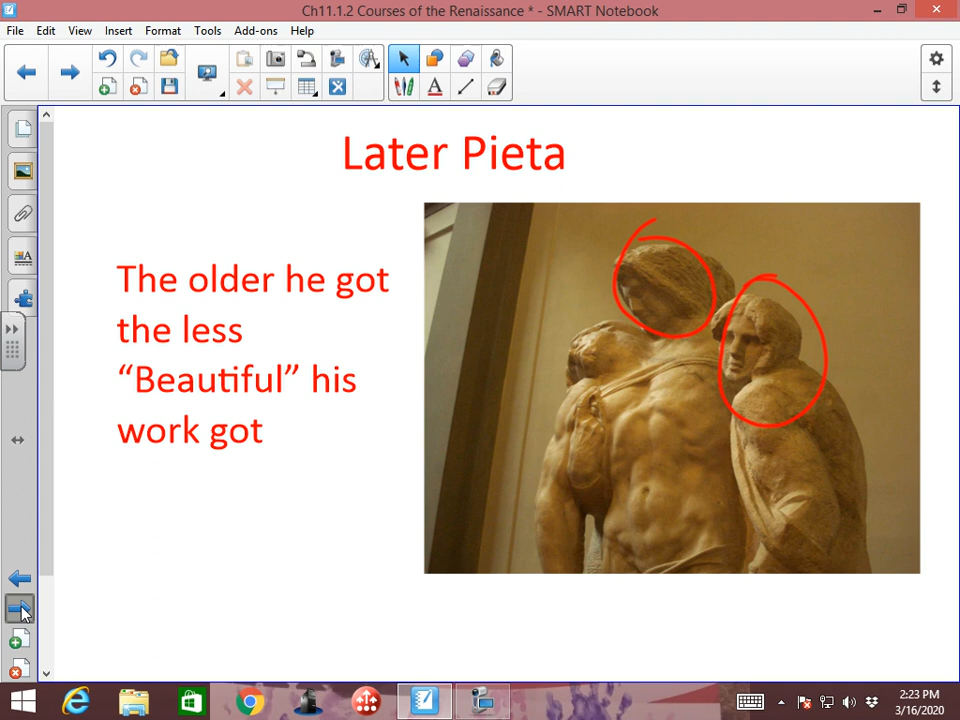 Ch11.1.2 Courses of the Renaissance * - SMART Notebook
File Edit View Insert Format Tools Add-ons Help
Later Pieta
The older he got
the less
“Beautiful” his
work got
2:23 PM
3/16/2020